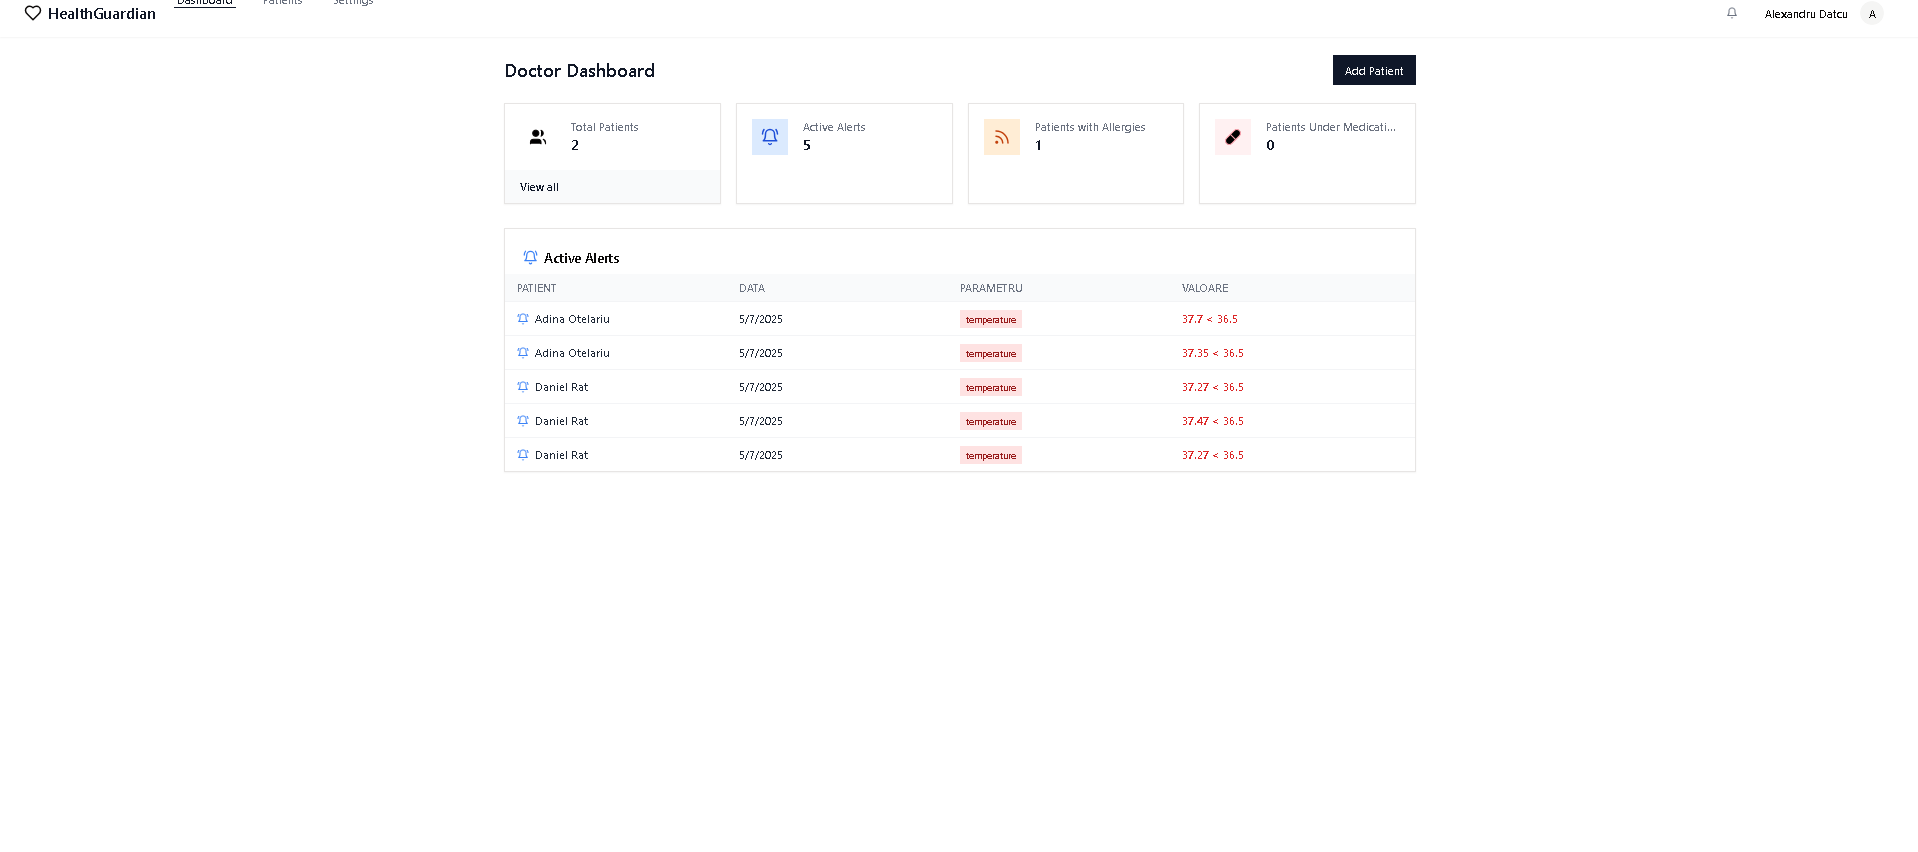 HealthGuardian Dashboard Patients Settings Alexandru Datcu A
Doctor Dashboard Add Patient
Total Patients
2
View all
Active Alerts
5
Patients with Allergies
1
Patients Under Medicati...
0
Active Alerts
PATIENT DATA PARAMETRU VALOARE
Adina Otelariu 5/7/2025 temperature 37.7 < 36.5
Adina Otelariu 5/7/2025 temperature 37.35 < 36.5
Daniel Rat 5/7/2025 temperature 37.27 < 36.5
Daniel Rat 5/7/2025 temperature 37.47 < 36.5
Daniel Rat 5/7/2025 temperature 37.27 < 36.5